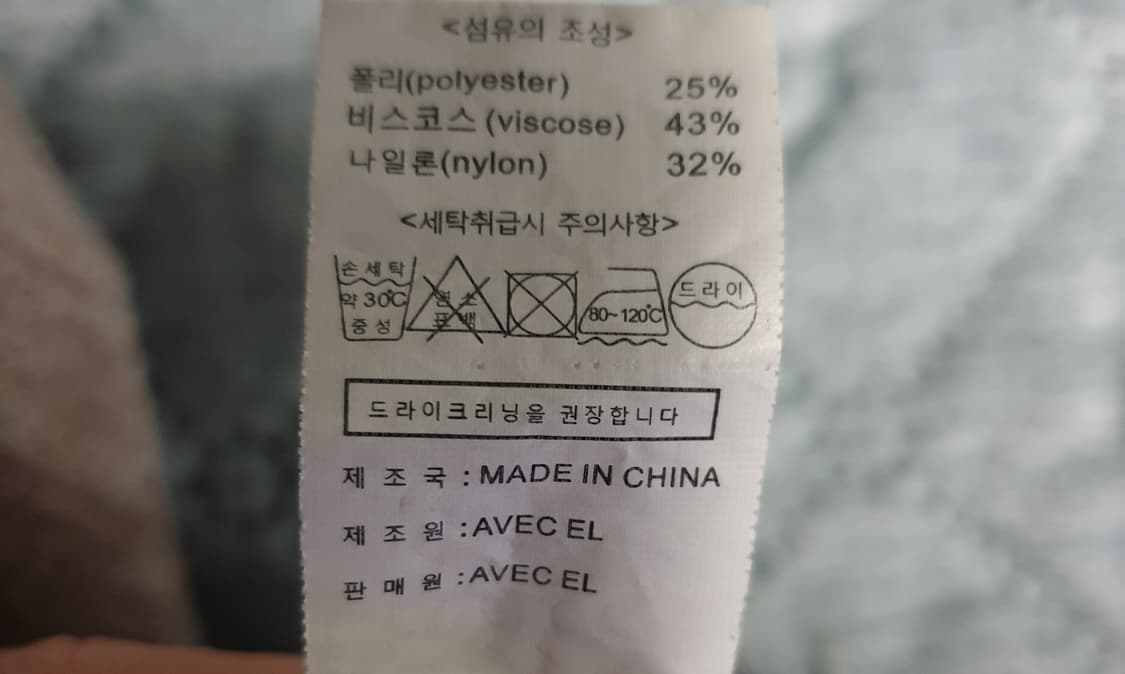 <섬유의 조성>
폴리(polyester) 25%
비스코스 (viscose) 43%
나일론(nylon) 32%
<세탁취급시 주의사항>
손세탁
약 30℃
중성
염소
표백
80~120℃
드라이
드라이크리닝을 권장합니다
제 조 국 : MADE IN CHINA
제 조 원 : AVEC EL
판 매 원 : AVEC EL